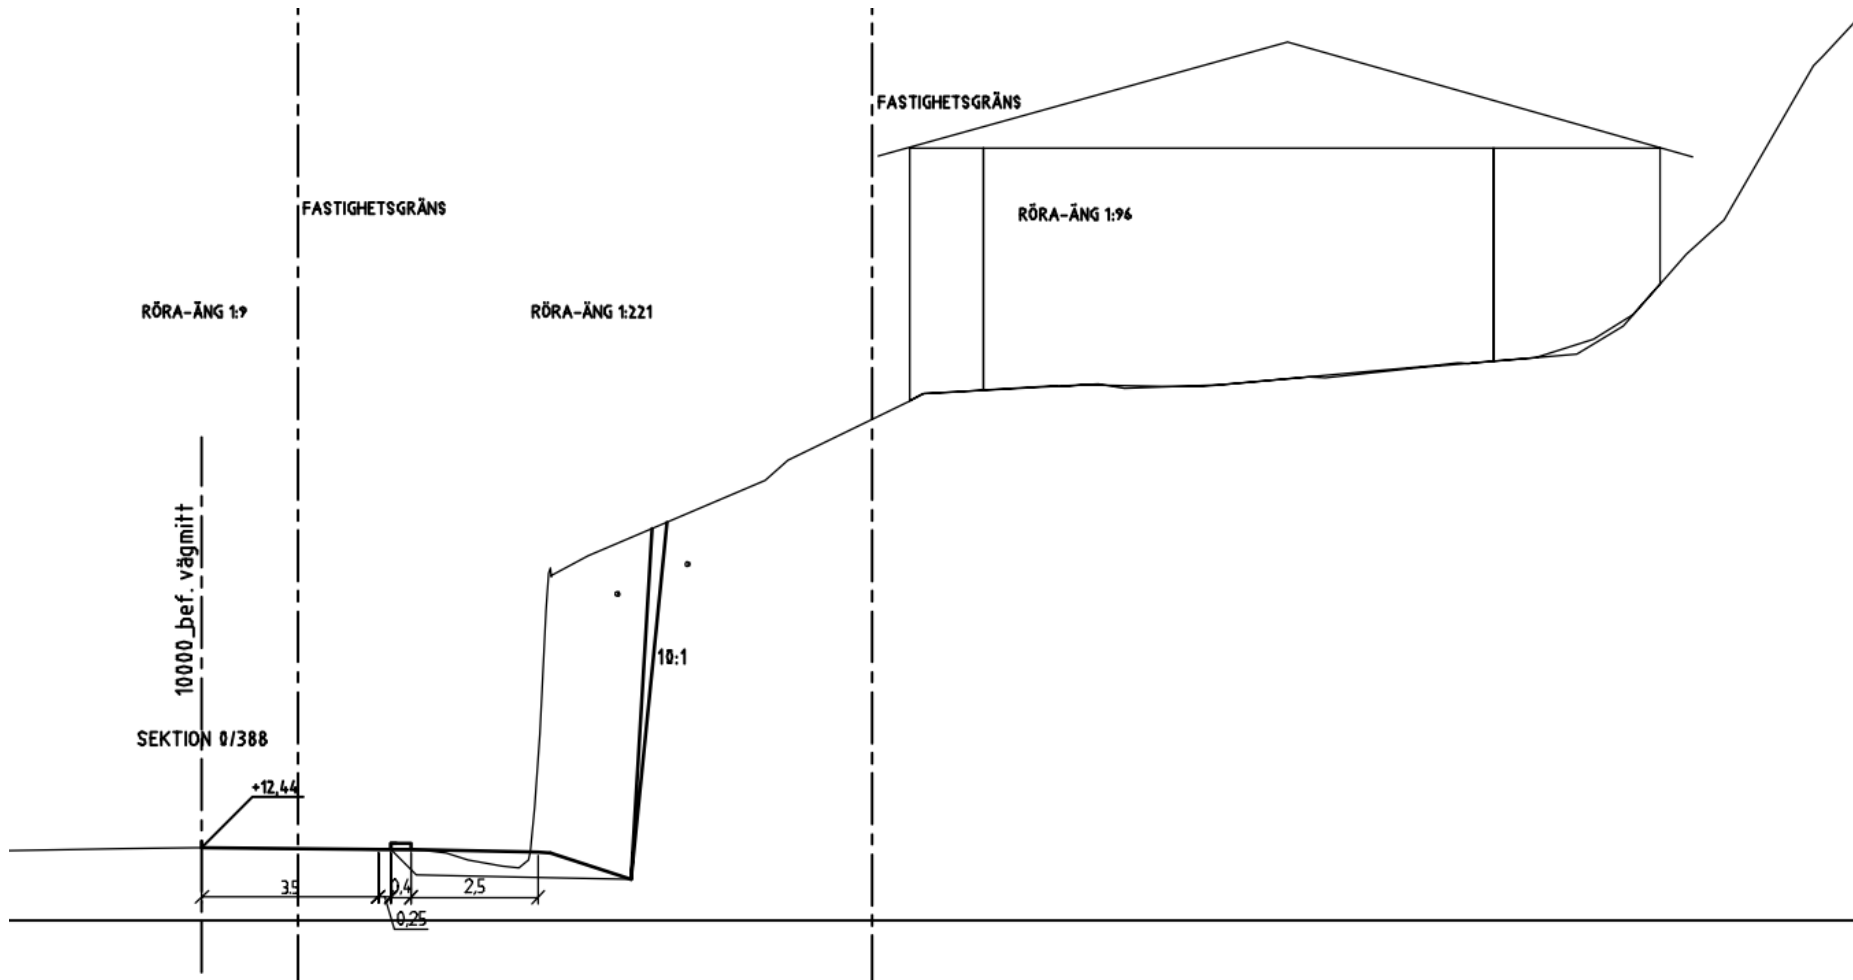 FASTIGHETSGRÄNS
FASTIGHETSGRÄNS
RÖRA-ÄNG 1:96
RÖRA-ÄNG 1:9
RÖRA-ÄNG 1:221
10000_bef. vägmitt
10:1
SEKTION 0/388
+12,44
3.5
0,4
2,5
0,25